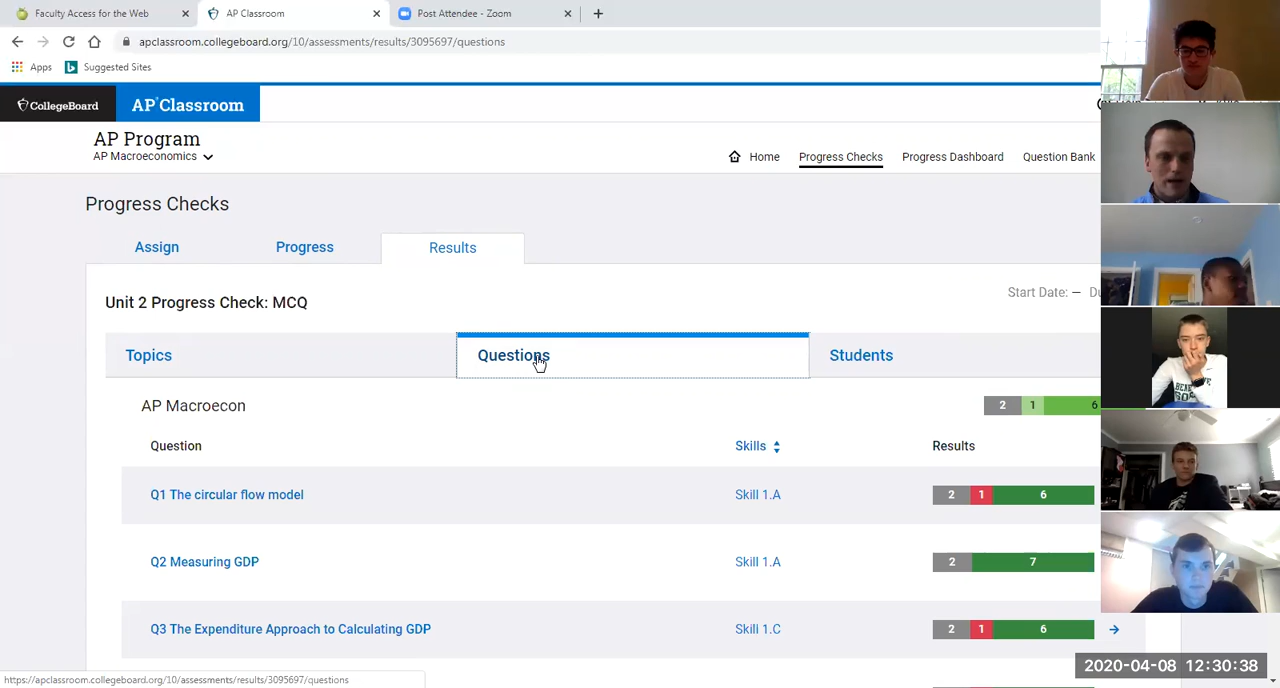 Faculty Access for the Web
AP Classroom
Post Attendee - Zoom
apclassroom.collegeboard.org/10/assessments/results/3095697/questions
Apps
Suggested Sites
CollegeBoard
AP Classroom
AP Program
AP Macroeconomics
Home
Progress Checks
Progress Dashboard
Question Bank
Progress Checks
Assign
Progress
Results
Unit 2 Progress Check: MCQ
Start Date: —
Topics
Questions
Students
AP Macroecon
2 1 6
Question
Skills
Results
Q1 The circular flow model
Skill 1.A
2 1 6
Q2 Measuring GDP
Skill 1.A
2 7
Q3 The Expenditure Approach to Calculating GDP
Skill 1.C
2 1 6
https://apclassroom.collegeboard.org/10/assessments/results/3095697/questions
2020-04-08 12:30:38